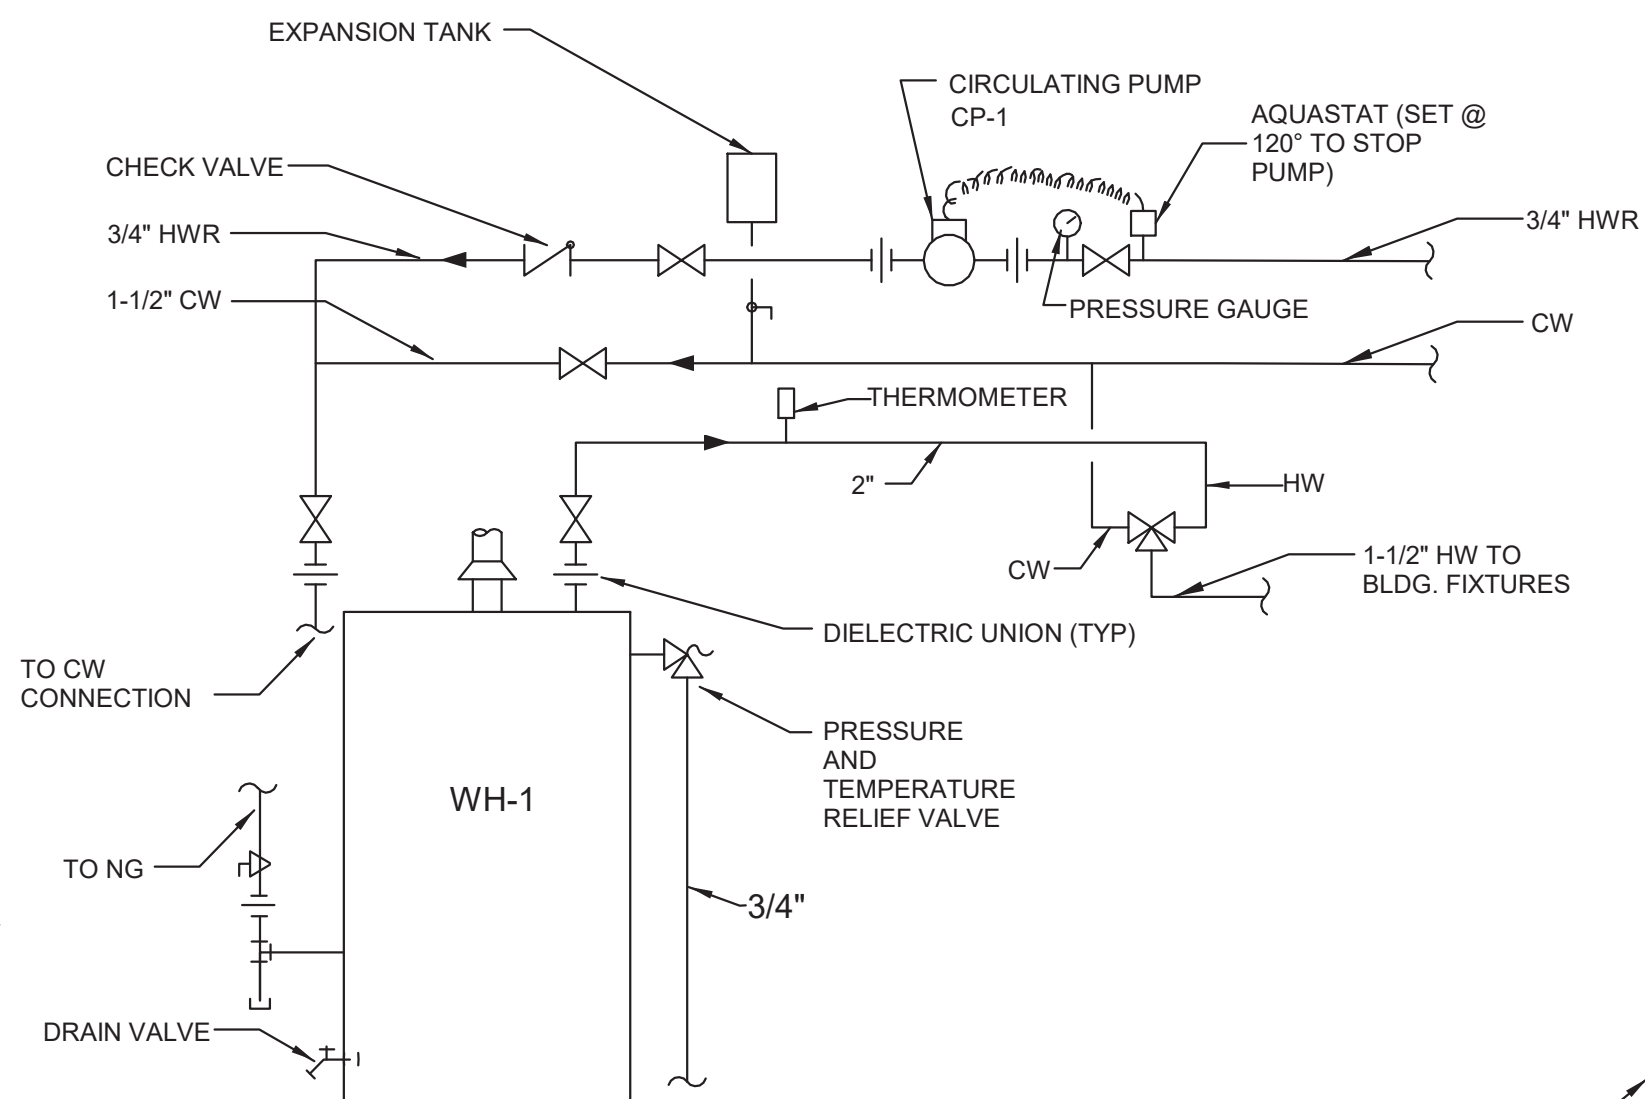 EXPANSION TANK
CIRCULATING PUMP
CP-1
AQUASTAT (SET @
120° TO STOP
PUMP)
CHECK VALVE
3/4" HWR
3/4" HWR
1-1/2" CW
PRESSURE GAUGE
CW
THERMOMETER
2"
HW
CW
1-1/2" HW TO
BLDG. FIXTURES
DIELECTRIC UNION (TYP)
TO CW
CONNECTION
PRESSURE
AND
TEMPERATURE
RELIEF VALVE
WH-1
TO NG
3/4"
DRAIN VALVE